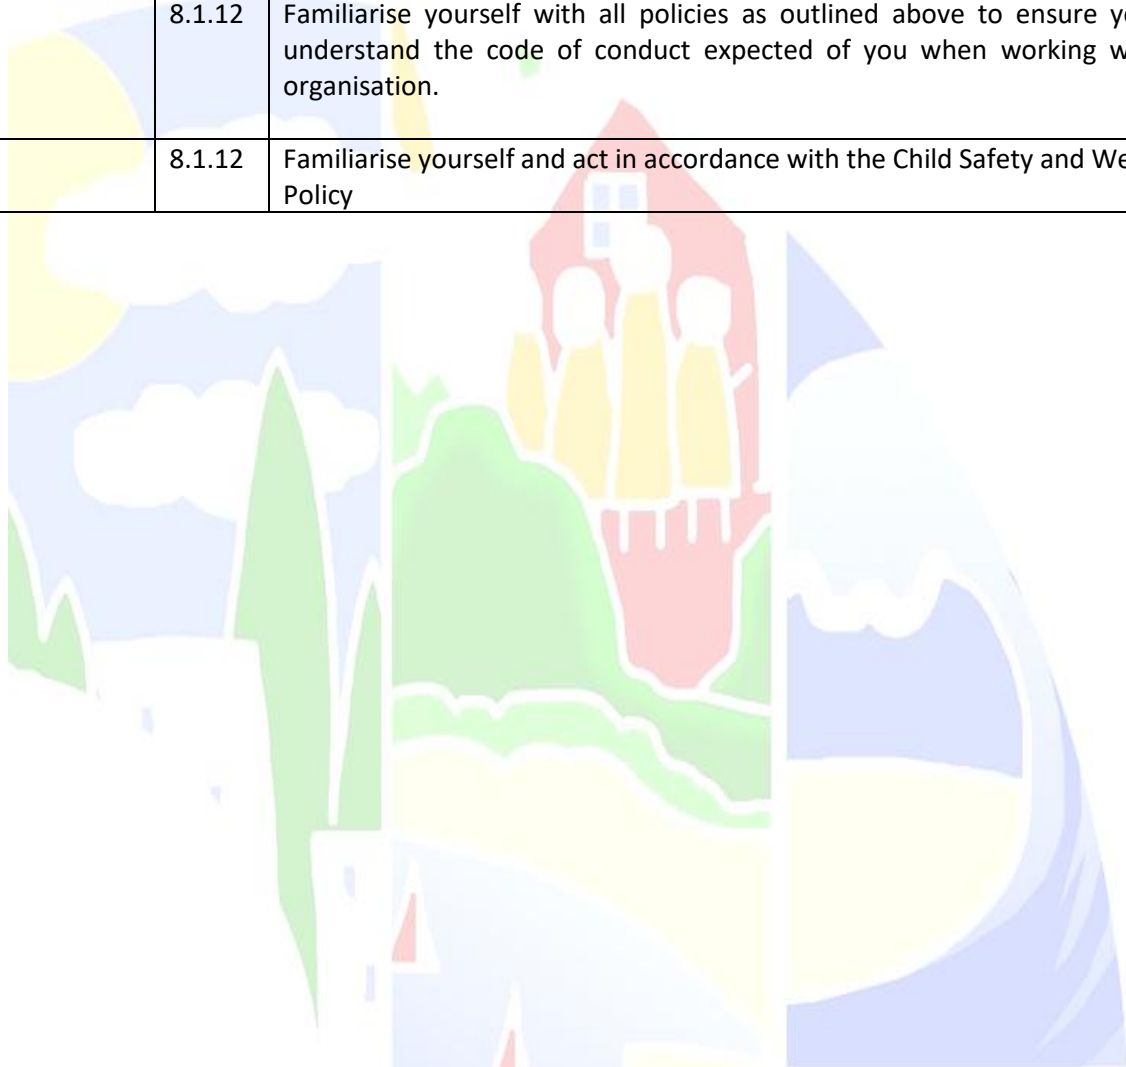 8.1.12 Familiarise yourself with all policies as outlined above to ensure
understand the code of conduct expected of you when working
organisation.
8.1.12 Familiarise yourself and act in accordance with the Child Safety and
Policy